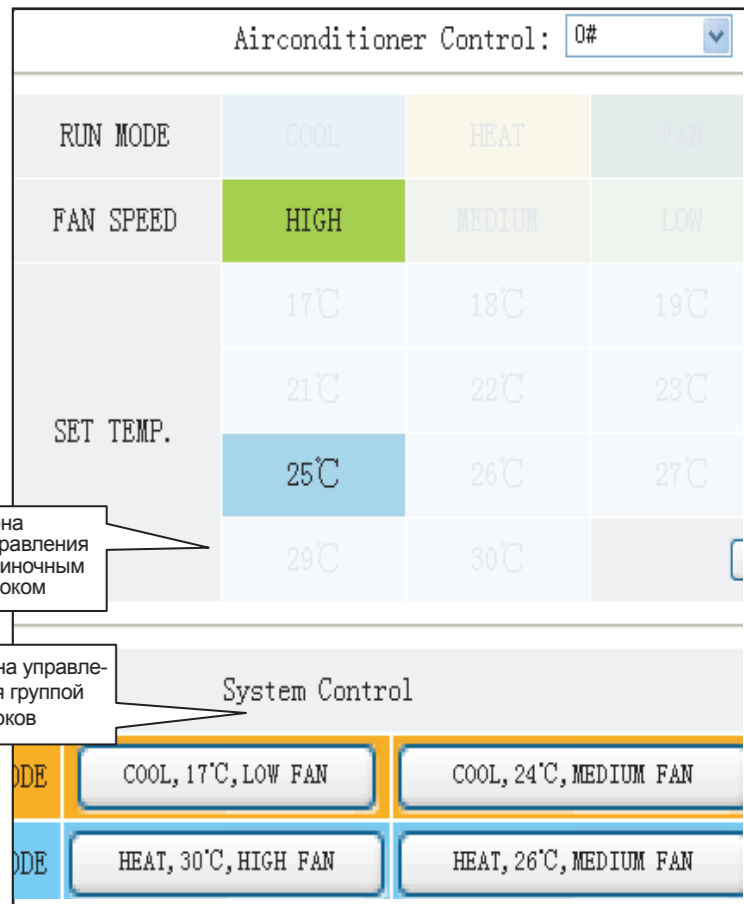 Airconditioner Control: 0#
RUN MODE COOL HEAT FAN
FAN SPEED HIGH MEDIUM LOW
17℃ 18℃ 19℃
21℃ 22℃ 23℃
SET TEMP.
25℃ 26℃ 27℃
29℃ 30℃
на
равления
иночным
оком
System Control
на управле-
я группой
оков
ODE COOL, 17℃, LOW FAN COOL, 24℃, MEDIUM FAN
ODE HEAT, 30℃, HIGH FAN HEAT, 26℃, MEDIUM FAN